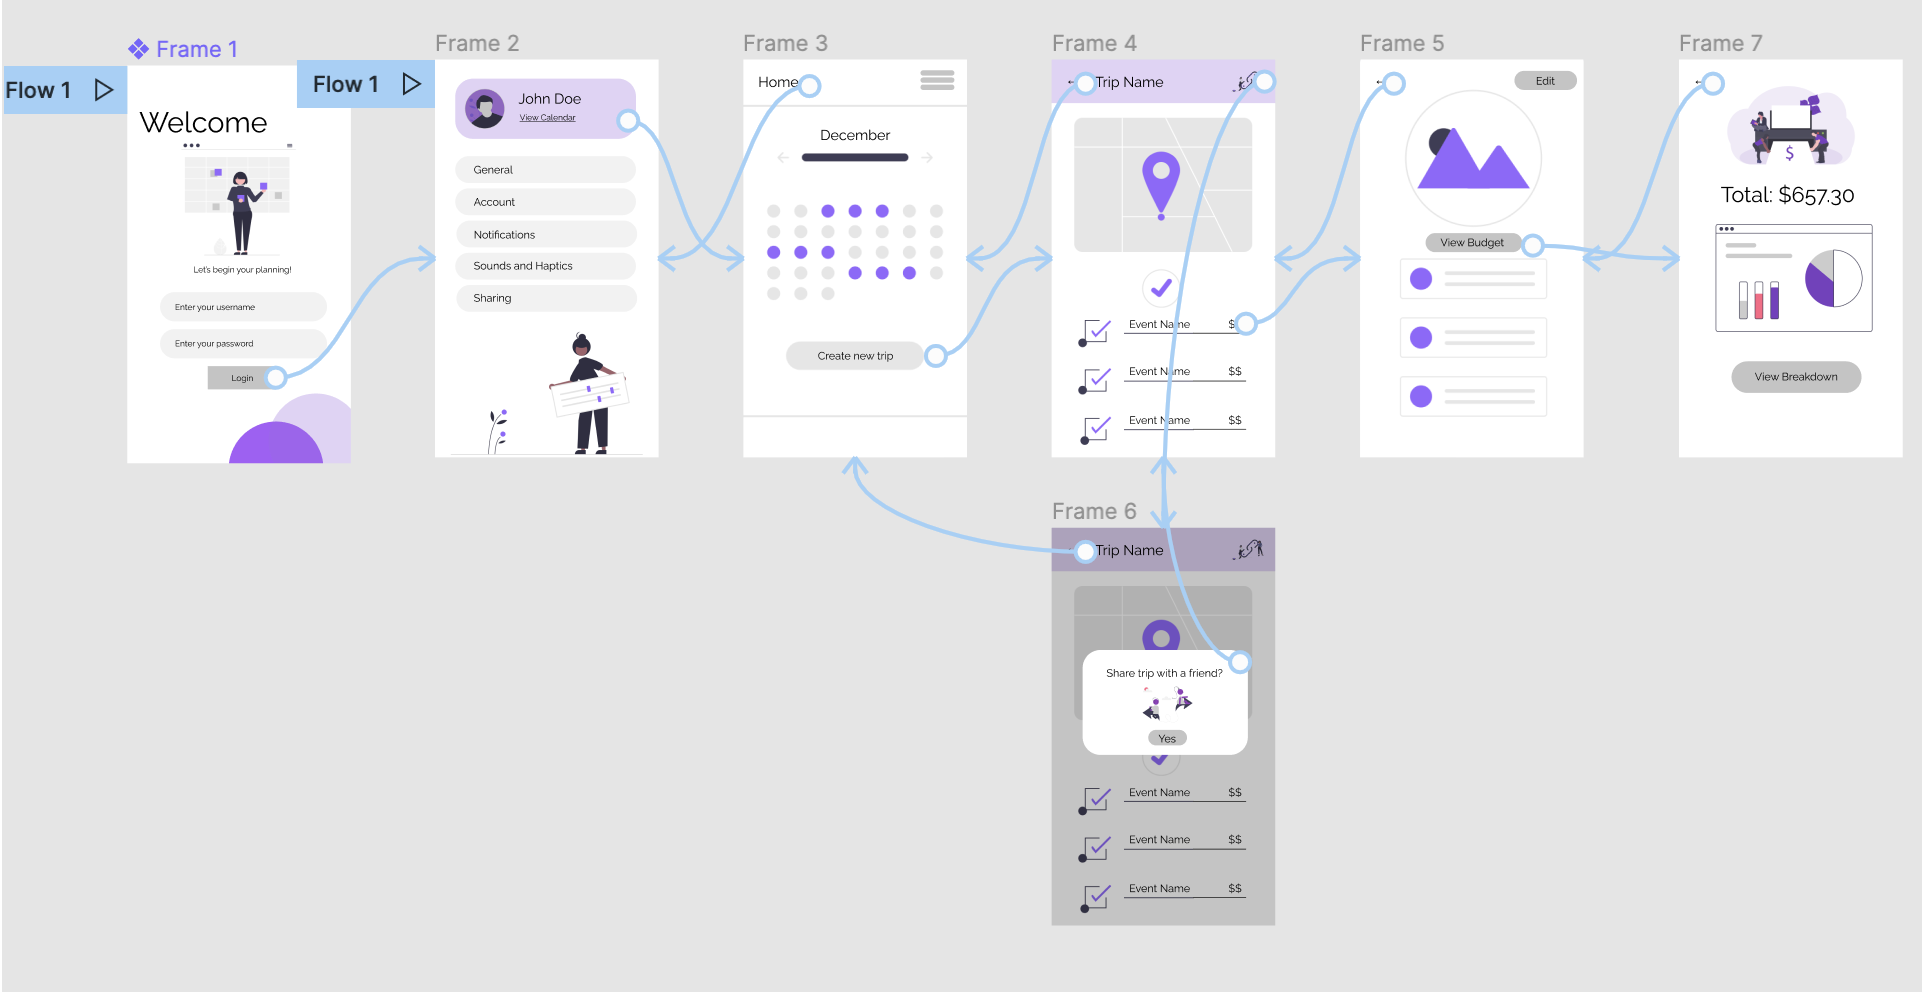 Frame 1
Flow 1
Welcome
Let's begin your planning!
Enter your username
Enter your password
Login
Frame 2
Flow 1
John Doe
View Calendar
General
Account
Notifications
Sounds and Haptics
Sharing
Frame 3
Home
December
Create new trip
Frame 4
Trip Name
Event Name $
Event Name $$
Event Name $$
Frame 5
Edit
View Budget
Frame 7
$
Total: $657.30
View Breakdown
Frame 6
Trip Name
Share trip with a friend?
Yes
Event Name $$
Event Name $$
Event Name $$